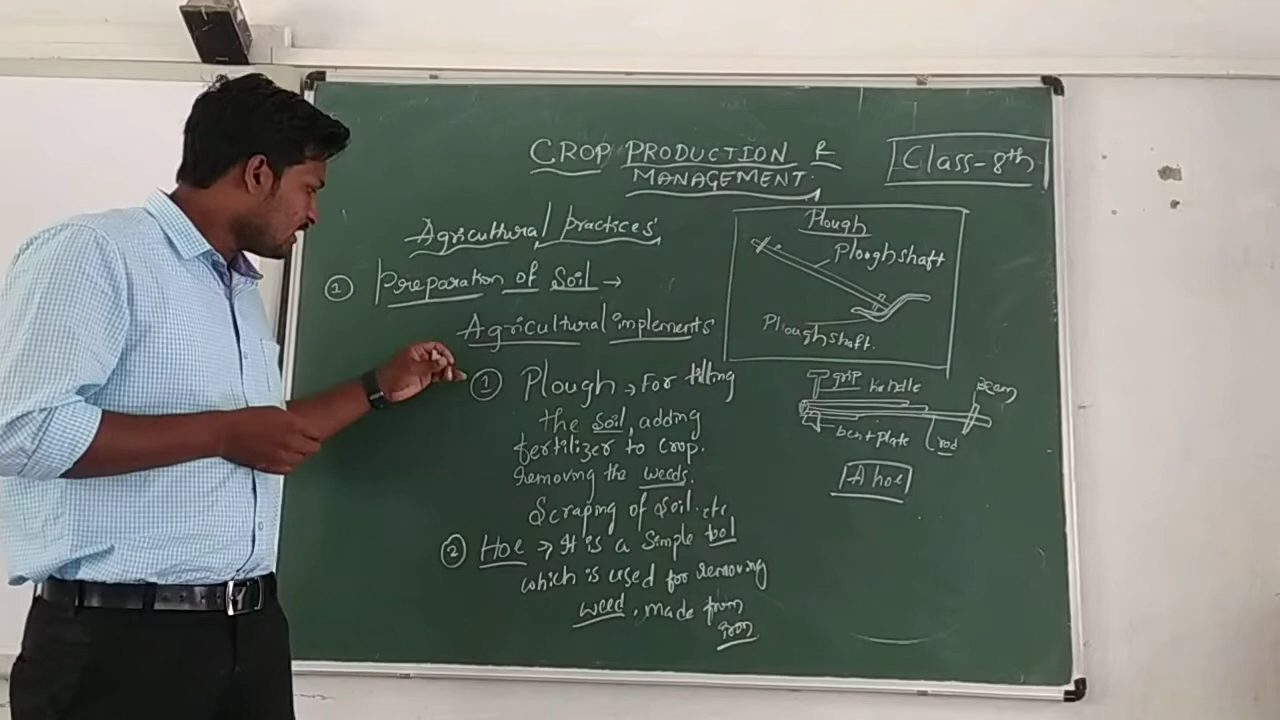 CROP PRODUCTION &
MANAGEMENT.
Class-8th
Agricultural practices
① Preparation of Soil →
Agricultural implements
① Plough → For tilling
the soil, adding
fertilizer to crop.
removing the weeds.
Scraping of soil. etc
② Hoe → It is a simple tool
which is used for removing
weed. made from
iron
Plough
Ploughshaft
Ploughshaft.
grip
handle
Beam
bent plate
rod
A hoe